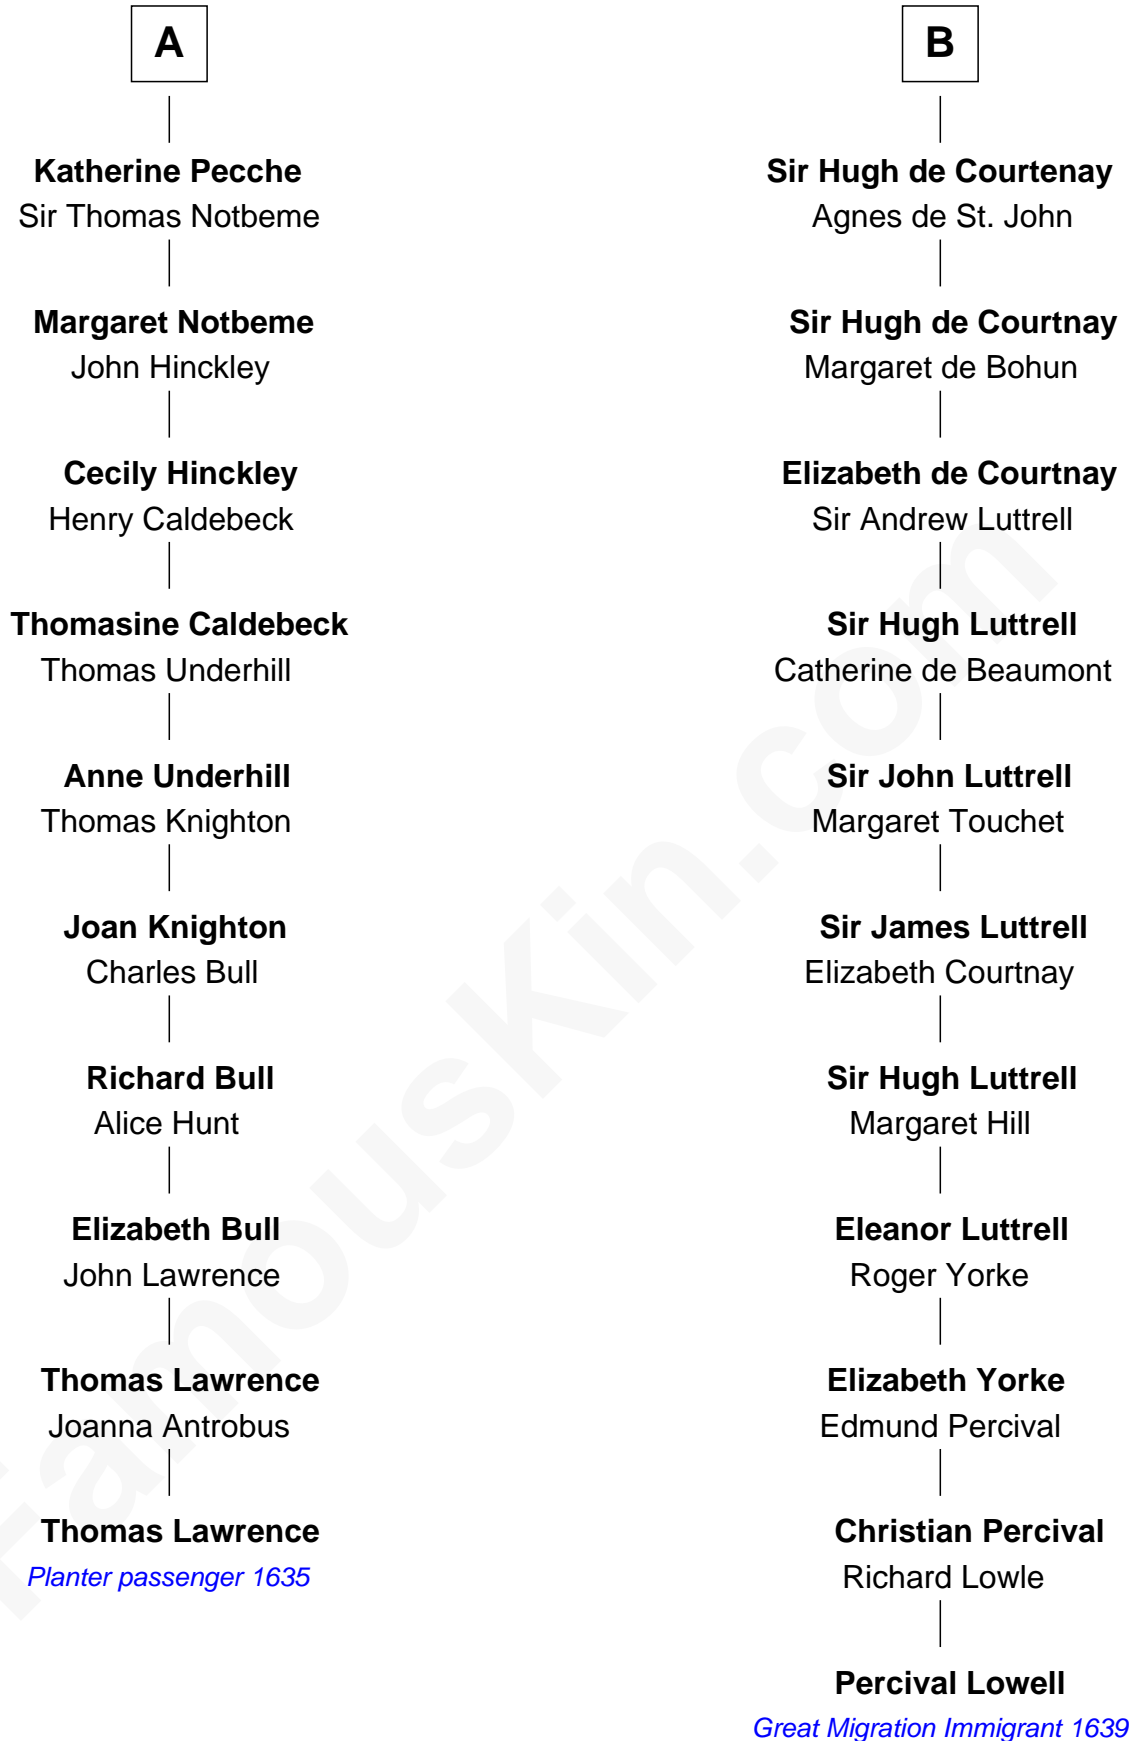 A
Katherine Pecche
Sir Thomas Notbeme
Margaret Notbeme
John Hinckley
Cecily Hinckley
Henry Caldebeck
Thomasine Caldebeck
Thomas Underhill
Anne Underhill
Thomas Knighton
Joan Knighton
Charles Bull
Richard Bull
Alice Hunt
Elizabeth Bull
John Lawrence
Thomas Lawrence
Joanna Antrobus
Thomas Lawrence
Planter passenger 1635
B
Sir Hugh de Courtenay
Agnes de St. John
Sir Hugh de Courtnay
Margaret de Bohun
Elizabeth de Courtnay
Sir Andrew Luttrell
Sir Hugh Luttrell
Catherine de Beaumont
Sir John Luttrell
Margaret Touchet
Sir James Luttrell
Elizabeth Courtnay
Sir Hugh Luttrell
Margaret Hill
Eleanor Luttrell
Roger Yorke
Elizabeth Yorke
Edmund Percival
Christian Percival
Richard Lowle
Percival Lowell
Great Migration Immigrant 1639
FamousKin.com